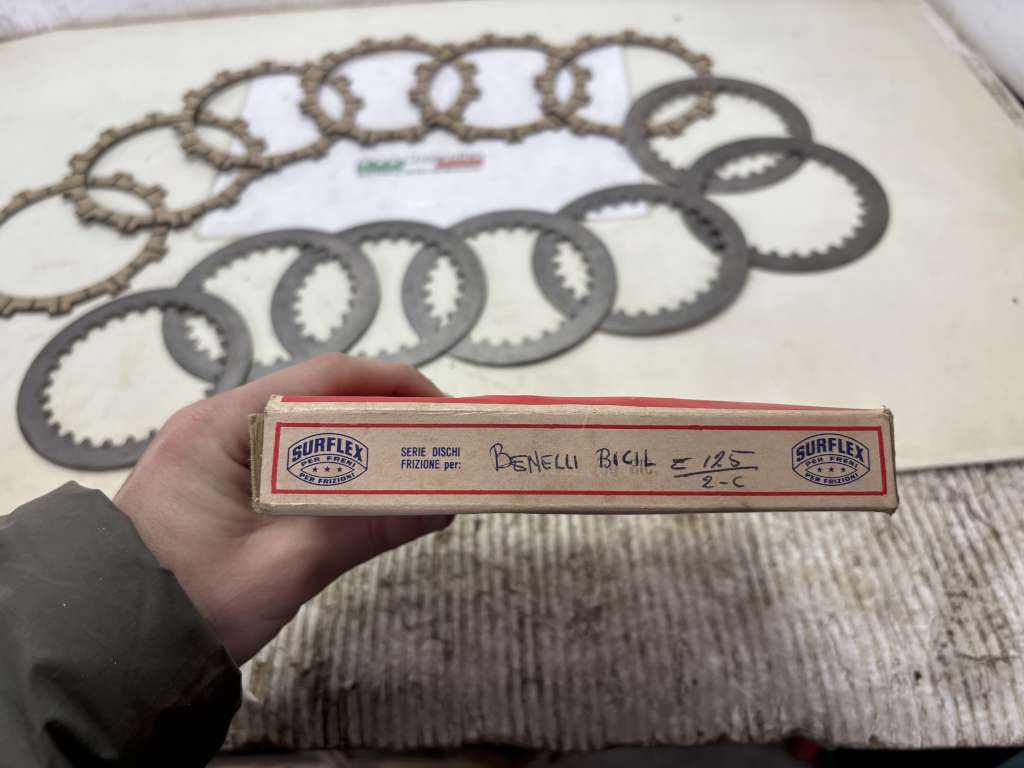 SURFLEX
PER FRENI
PER FRIZIONI
SERIE DISCHI
FRIZIONE per:
BENELLI BICIL = 125
2-C
SURFLEX
PER FRENI
PER FRIZIONI